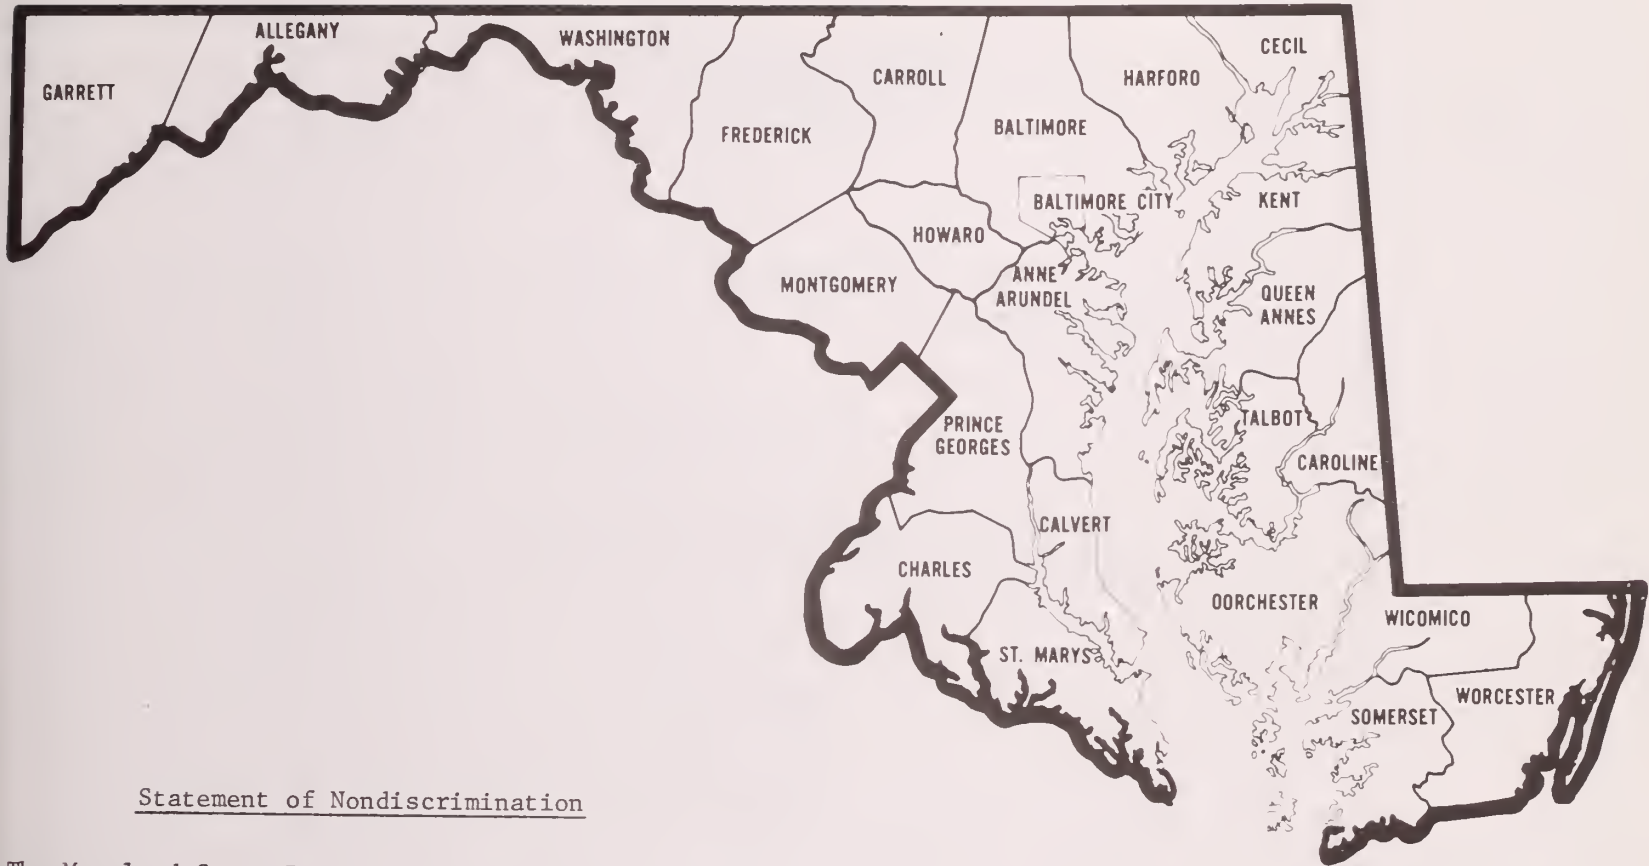 GARRETT
ALLEGANY
WASHINGTON
FREDERICK
CARROLL
BALTIMORE
HARFORO
CECIL
BALTIMORE CITY
KENT
HOWARO
MONTGOMERY
ANNE
ARUNDEL
QUEEN
ANNES
PRINCE
GEORGES
TALBOT
CAROLINE
CALVERT
CHARLES
OORCHESTER
WICOMICO
ST. MARYS
WORCESTER
SOMERSET
Statement of Nondiscrimination